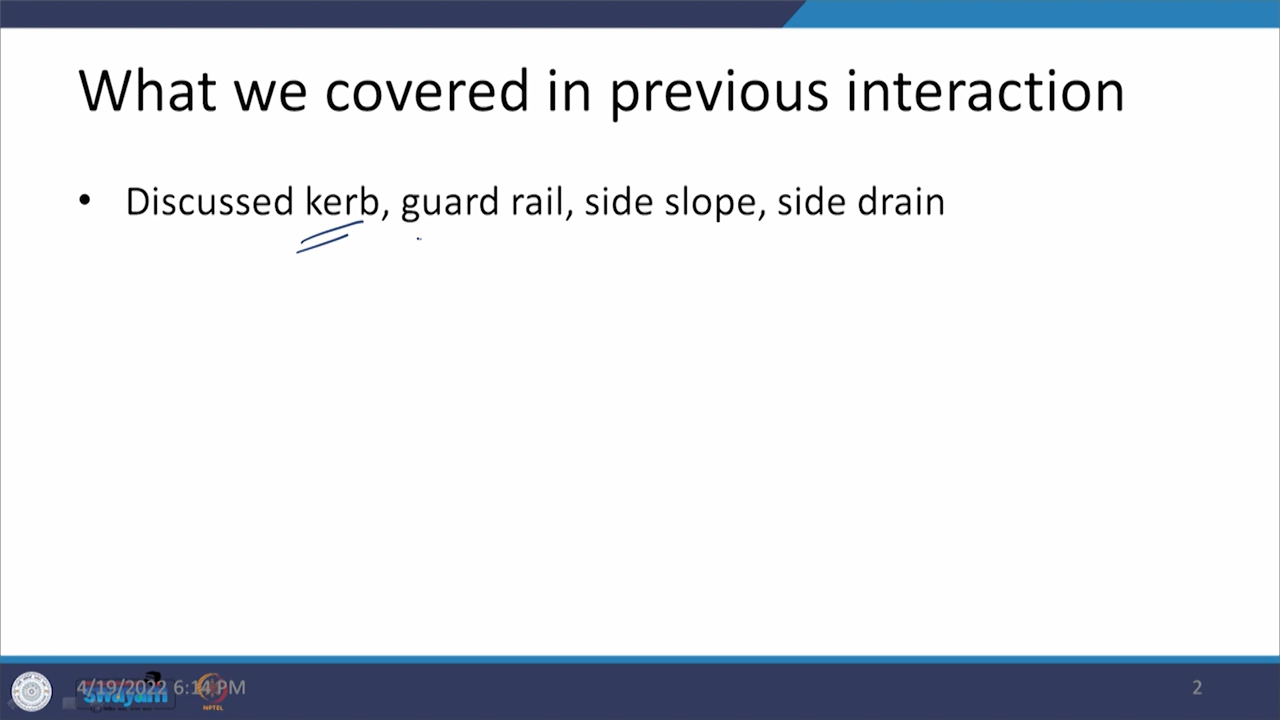 What we covered in previous interaction
• Discussed kerb, guard rail, side slope, side drain
4/19/2022 6:14 PM
swayam
NPTEL
2